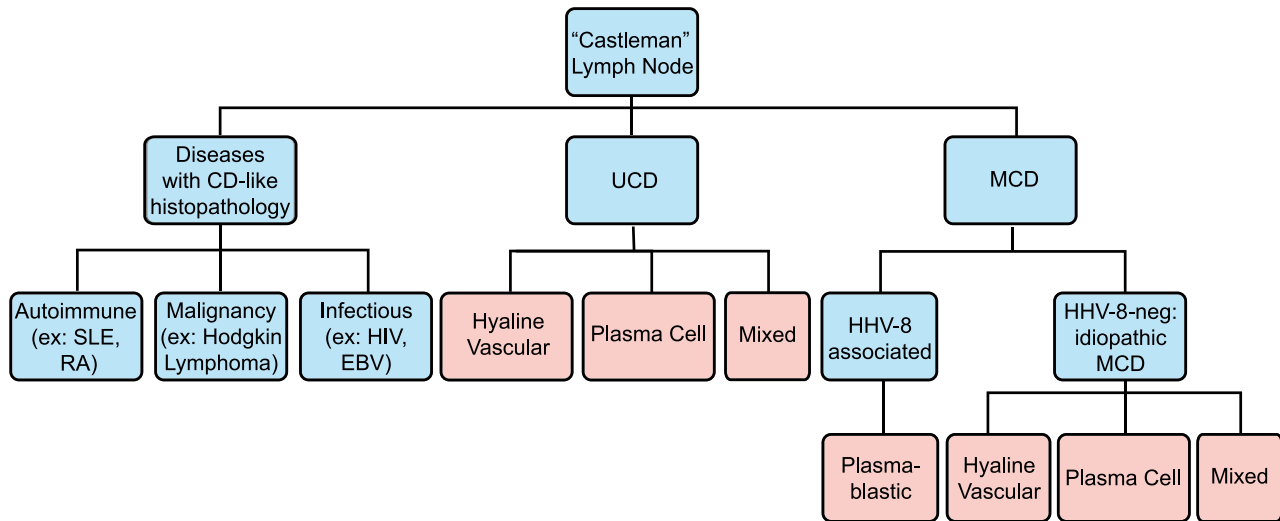 “Castleman”
Lymph Node
Diseases
with CD-like
histopathology
UCD
MCD
Autoimmune
(ex: SLE,
RA)
Malignancy
(ex: Hodgkin
Lymphoma)
Infectious
(ex: HIV,
EBV)
Hyaline
Vascular
Plasma Cell
Mixed
HHV-8
associated
HHV-8-neg:
idiopathic
MCD
Plasma-
blastic
Hyaline
Vascular
Plasma Cell
Mixed